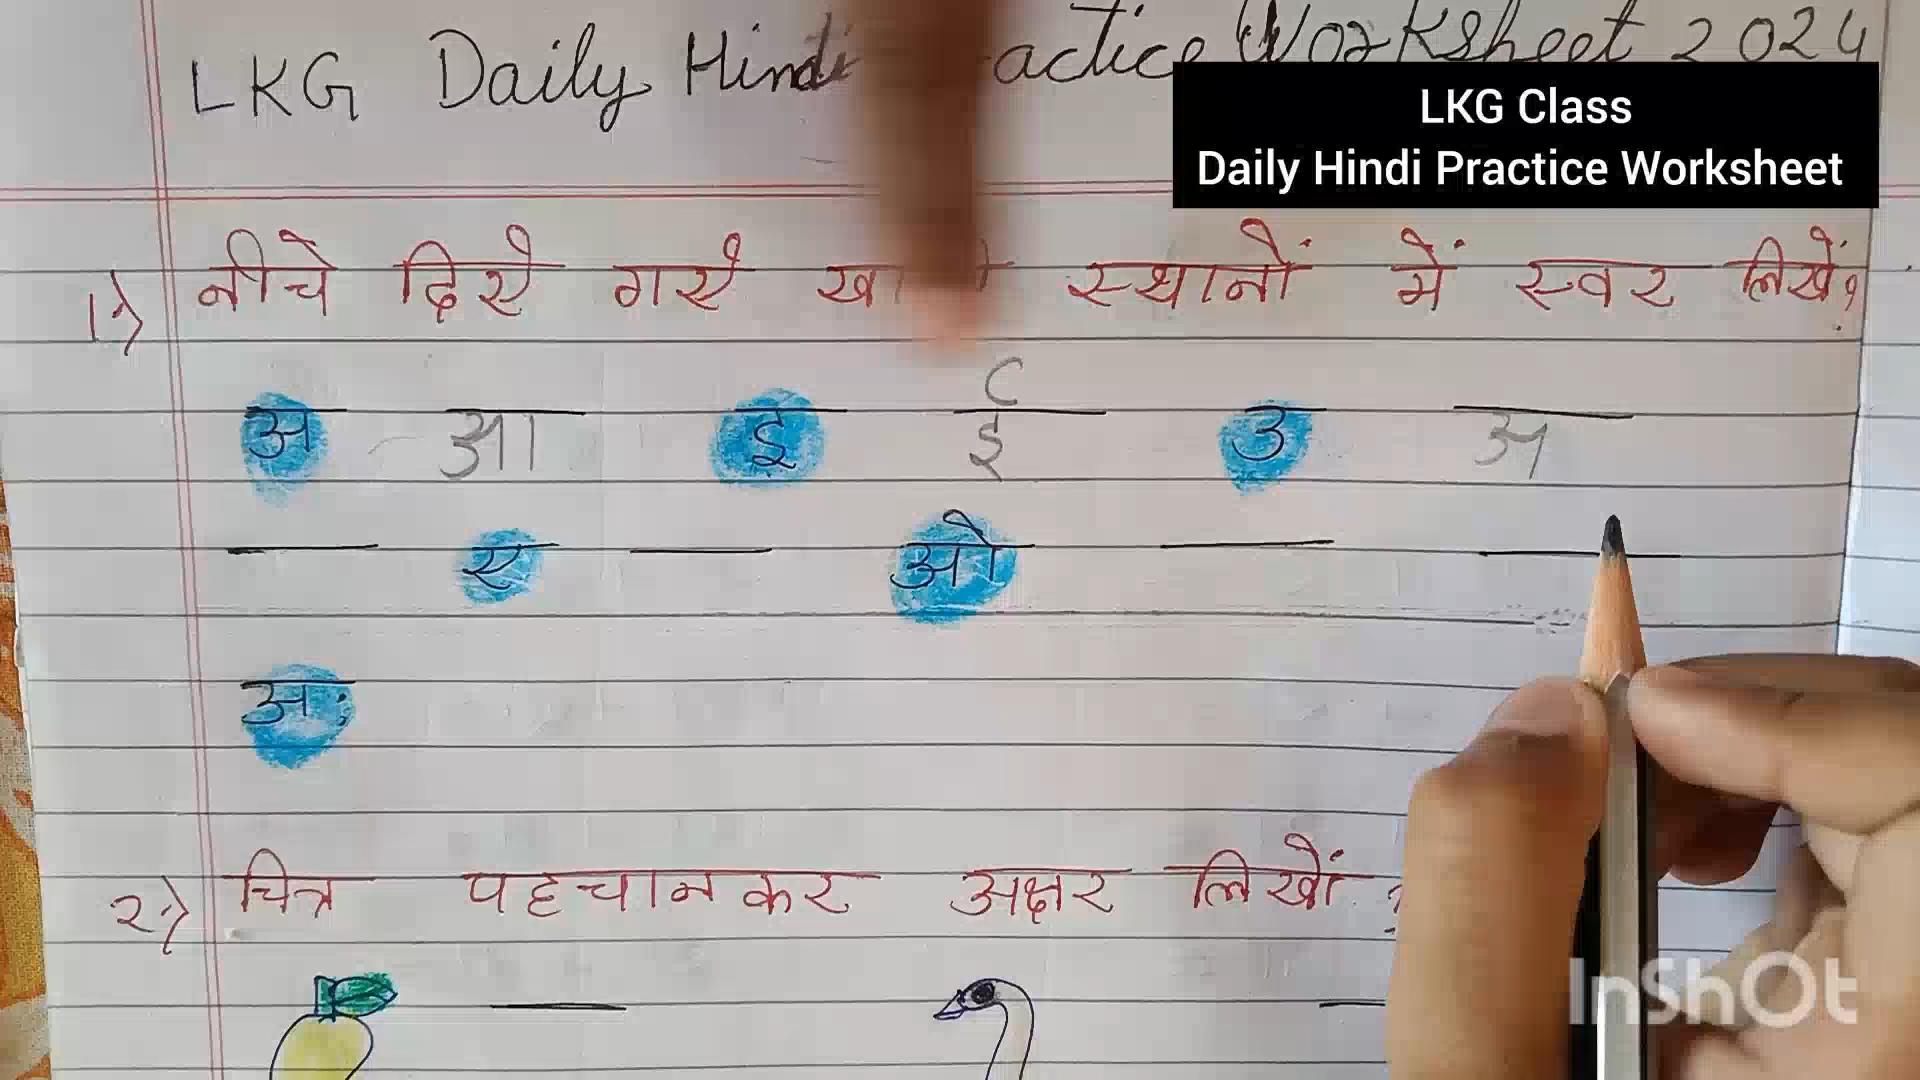 LKG Daily Hindi actice Worksheet 2024
LKG Class
Daily Hindi Practice Worksheet
1.) नीचे दिए गए स्थानों में स्वर लिखें?
अ आ इ ई उ अ
ए ओ
अः
2.) चित्र पहचानकर अक्षर लिखों ?
InShOt